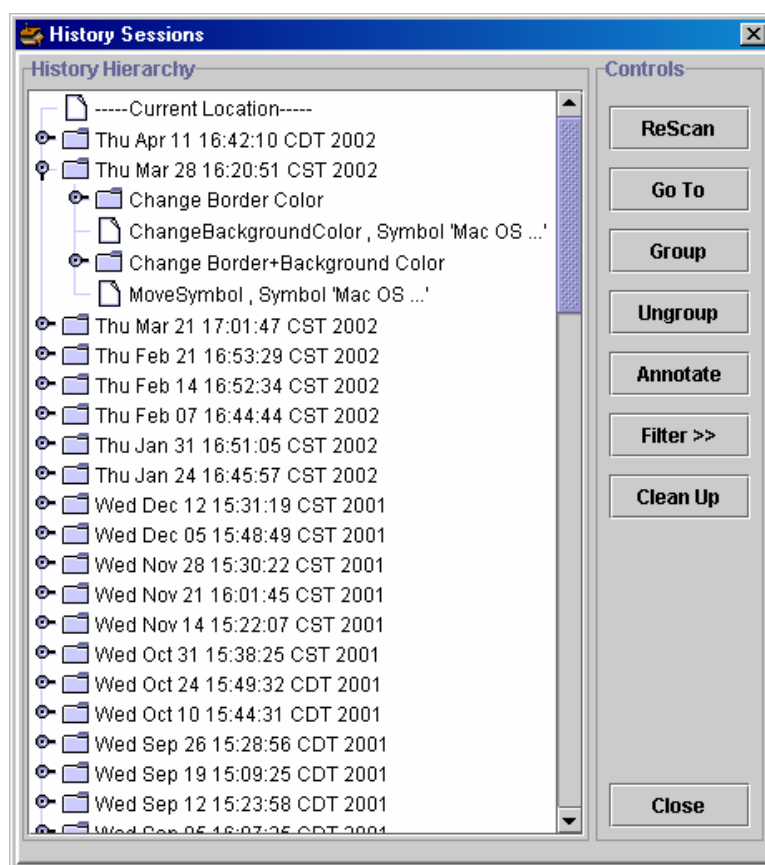 History Sessions
History Hierarchy
-----Current Location-----
Thu Apr 11 16:42:10 CDT 2002
Thu Mar 28 16:20:51 CST 2002
Change Border Color
ChangeBackgroundColor , Symbol 'Mac OS ...'
Change Border+Background Color
MoveSymbol , Symbol 'Mac OS ...'
Thu Mar 21 17:01:47 CST 2002
Thu Feb 21 16:53:29 CST 2002
Thu Feb 14 16:52:34 CST 2002
Thu Feb 07 16:44:44 CST 2002
Thu Jan 31 16:51:05 CST 2002
Thu Jan 24 16:45:57 CST 2002
Wed Dec 12 15:31:19 CST 2001
Wed Dec 05 15:48:49 CST 2001
Wed Nov 28 15:30:22 CST 2001
Wed Nov 21 16:01:45 CST 2001
Wed Nov 14 15:22:07 CST 2001
Wed Oct 31 15:38:25 CST 2001
Wed Oct 24 15:49:32 CDT 2001
Wed Oct 10 15:44:31 CDT 2001
Wed Sep 26 15:28:56 CDT 2001
Wed Sep 19 15:09:25 CDT 2001
Wed Sep 12 15:23:58 CDT 2001
Wed Sep 05 16:07:25 CDT 2001
Controls
ReScan
Go To
Group
Ungroup
Annotate
Filter >>
Clean Up
Close